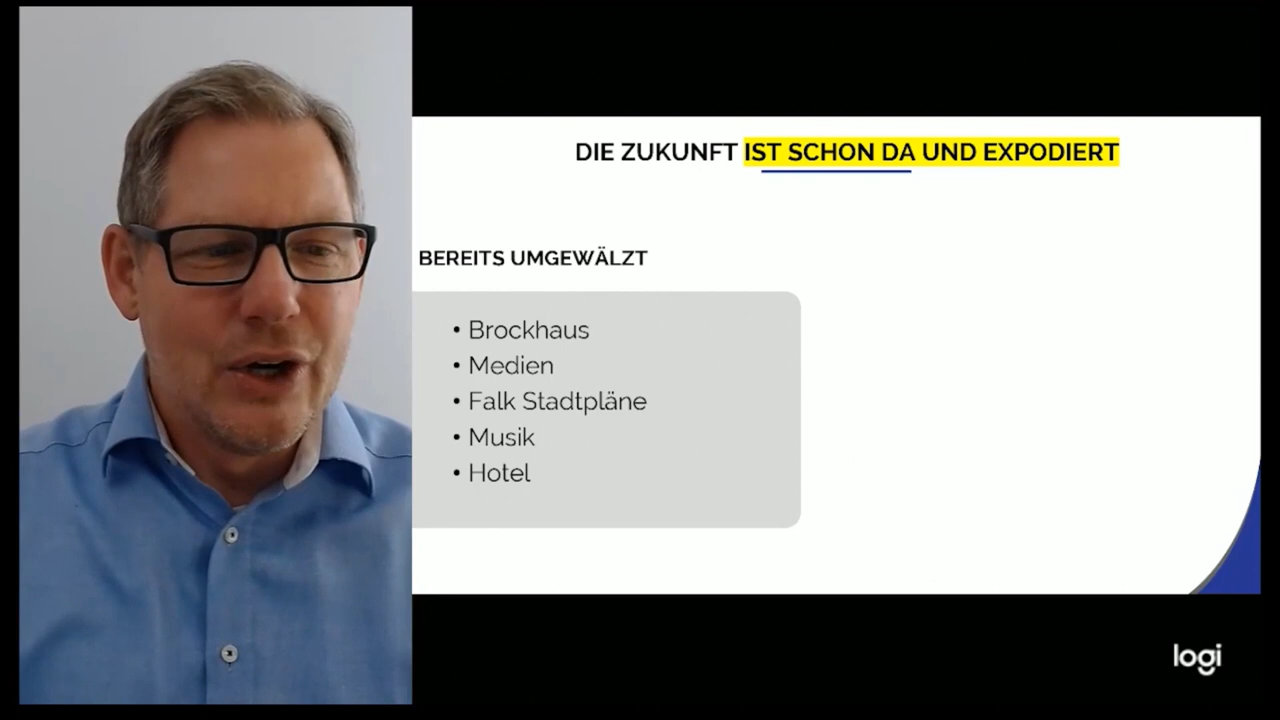 DIE ZUKUNFT IST SCHON DA UND EXPODIERT
BEREITS UMGEWÄLZT
• Brockhaus
• Medien
• Falk Stadtpläne
• Musik
• Hotel
logi